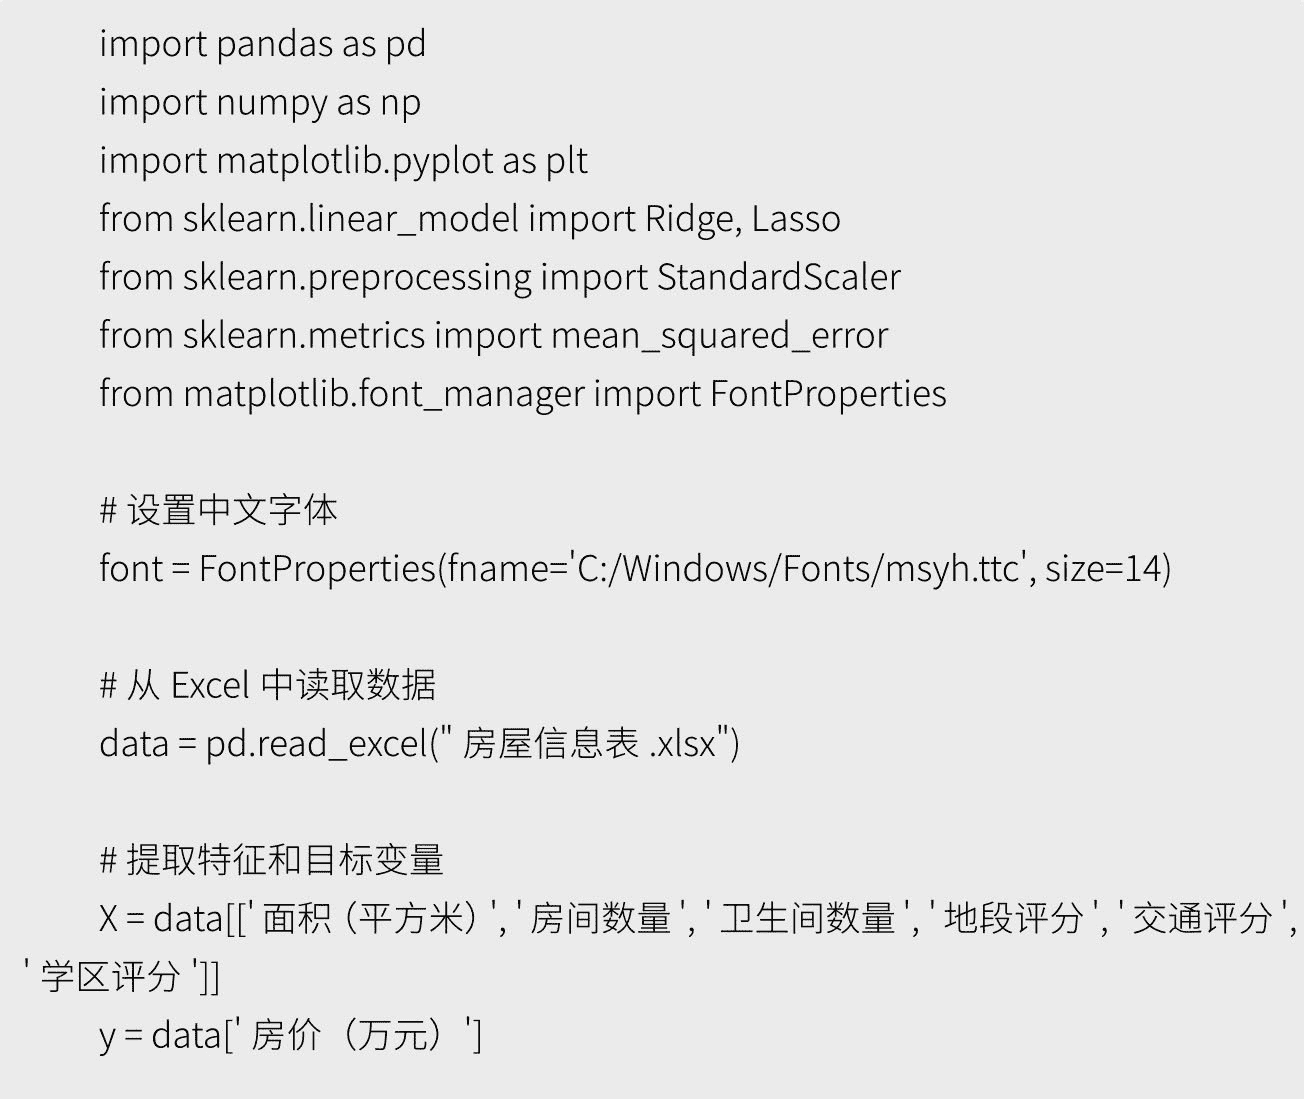 import pandas as pd
import numpy as np
import matplotlib.pyplot as plt
from sklearn.linear_model import Ridge, Lasso
from sklearn.preprocessing import StandardScaler
from sklearn.metrics import mean_squared_error
from matplotlib.font_manager import FontProperties
# 设置中文字体
font = FontProperties(fname='C:/Windows/Fonts/msyh.ttc', size=14)
# 从 Excel 中读取数据
data = pd.read_excel(" 房屋信息表 .xlsx")
# 提取特征和目标变量
X = data[[' 面积（平方米）', ' 房间数量 ', ' 卫生间数量 ', ' 地段评分 ', ' 交通评分 ',
' 学区评分 ']]
y = data[' 房价（万元）']